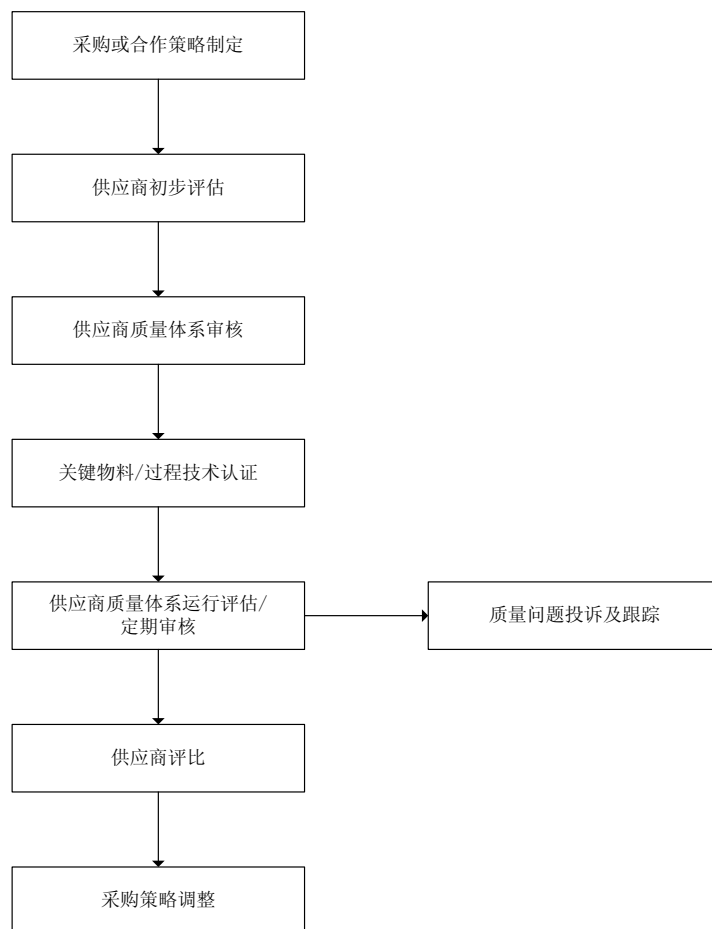 采购或合作策略制定
供应商初步评估
供应商质量体系审核
关键物料/过程技术认证
供应商质量体系运行评估/
定期审核
质量问题投诉及跟踪
供应商评比
采购策略调整